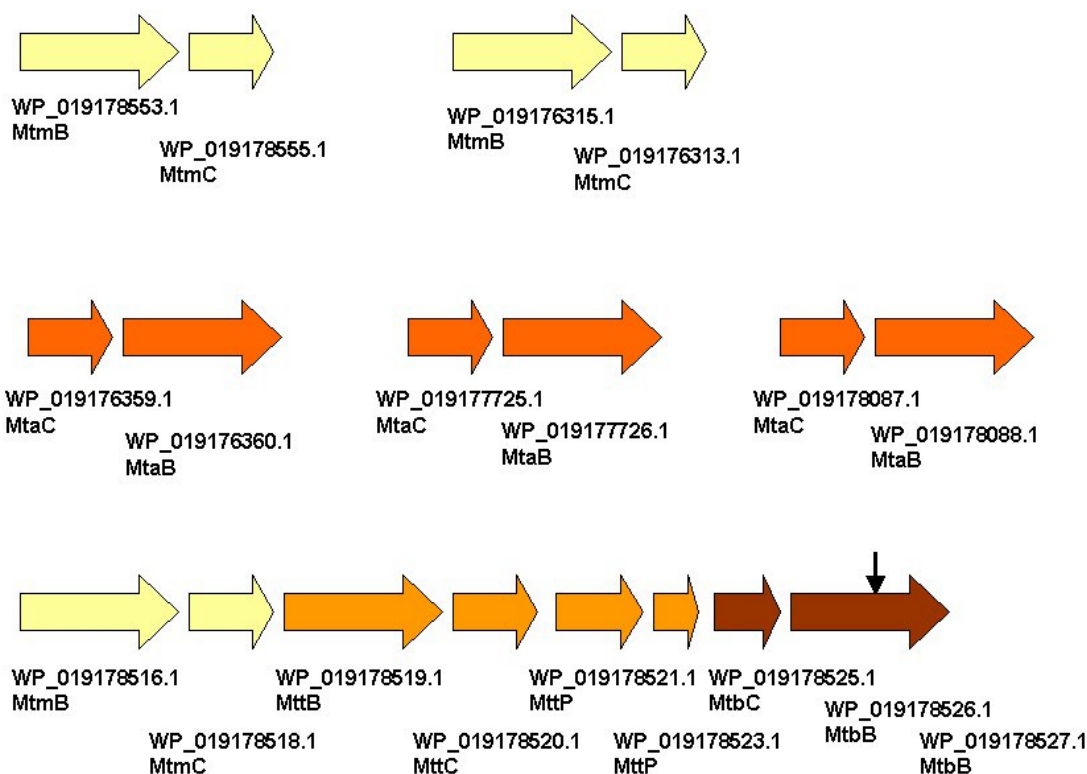 WP_019178553.1
MtmB
WP_019178555.1
MtmC
WP_019176315.1
MtmB
WP_019176313.1
MtmC
WP_019176359.1
MtaC
WP_019176360.1
MtaB
WP_019177725.1
MtaC
WP_019177726.1
MtaB
WP_019178087.1
MtaC
WP_019178088.1
MtaB
WP_019178516.1
MtmB
WP_019178518.1
MtmC
WP_019178519.1
MttB
WP_019178520.1
MttC
WP_019178521.1
MttP
WP_019178523.1
MttP
WP_019178525.1
MtbC
WP_019178526.1
MtbB
WP_019178527.1
MtbB